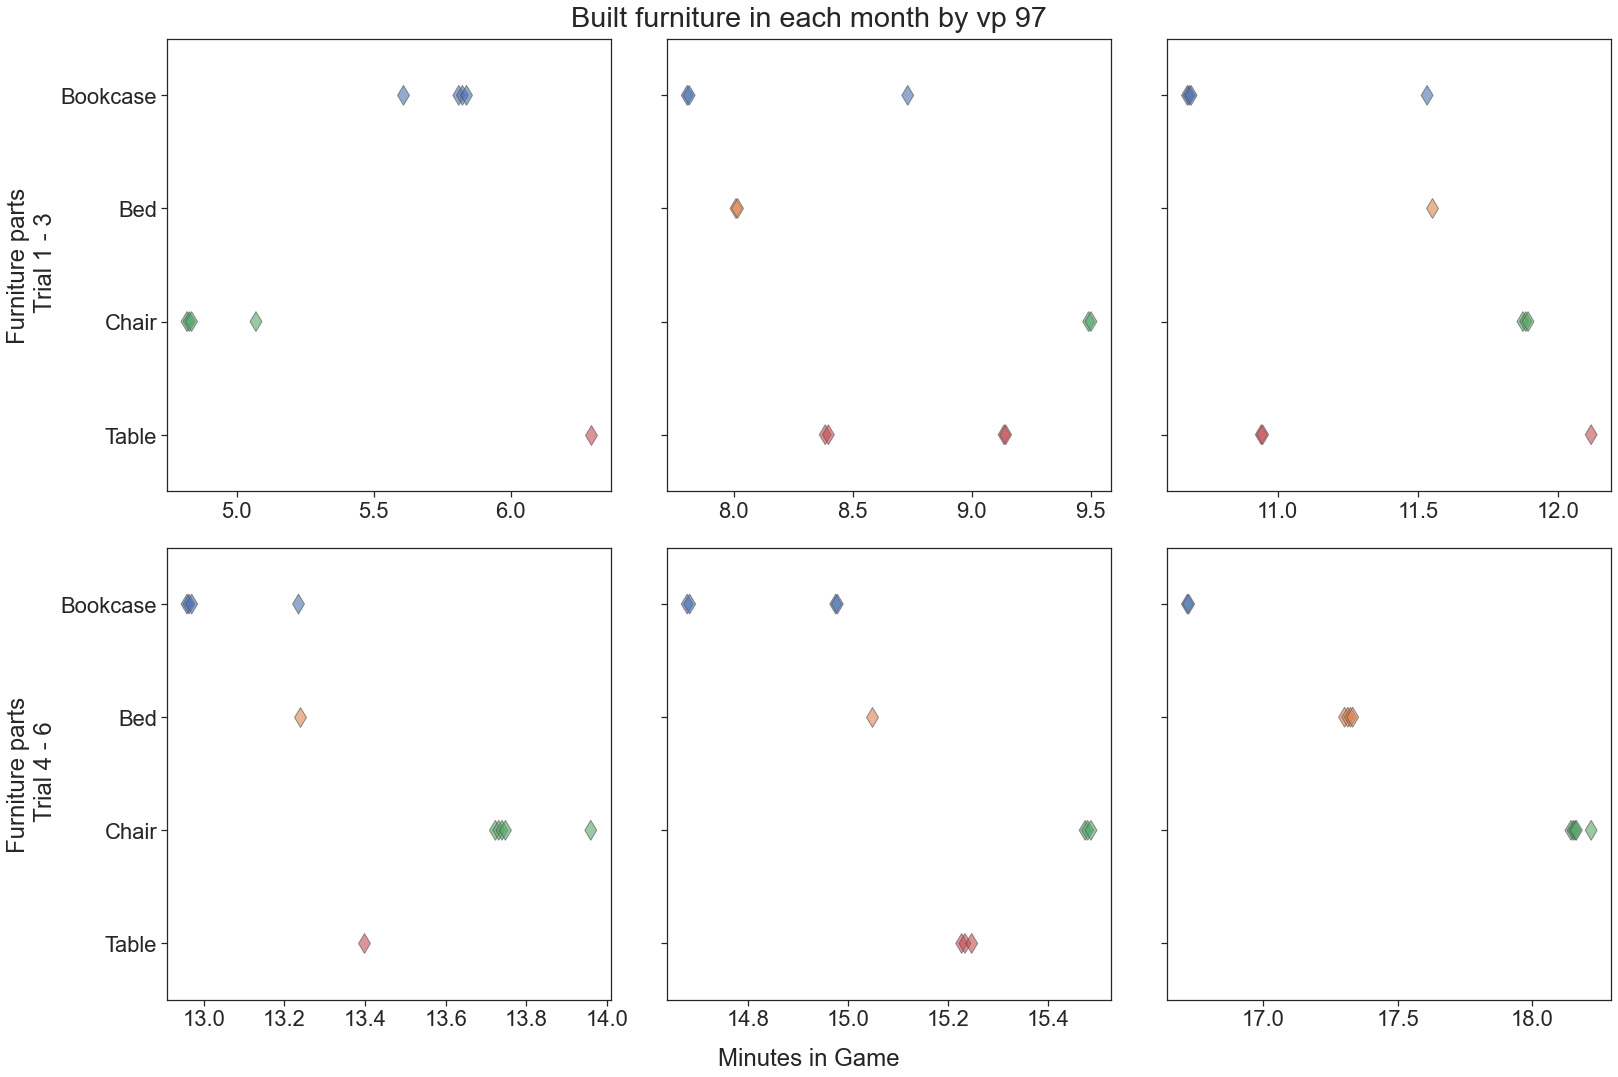 Built furniture in each month by vp 97
Furniture parts
Trial 1 - 3
Bookcase
Bed
Chair
Table
5.0 5.5 6.0
8.0 8.5 9.0 9.5
11.0 11.5 12.0
Furniture parts
Trial 4 - 6
Bookcase
Bed
Chair
Table
13.0 13.2 13.4 13.6 13.8 14.0
14.8 15.0 15.2 15.4
17.0 17.5 18.0
Minutes in Game